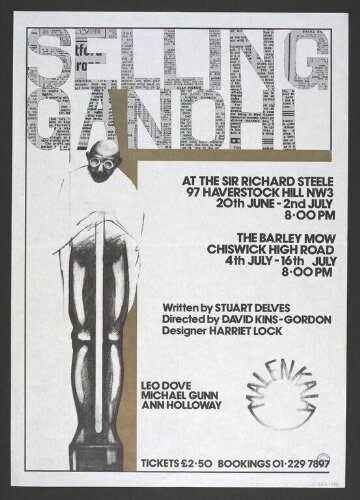 SELLING
GANDHI
AT THE SIR RICHARD STEELE
97 HAVERSTOCK HILL NW3
20th JUNE - 2nd JULY
8·00 PM
THE BARLEY MOW
CHISWICK HIGH ROAD
4th JULY - 16th JULY
8·00 PM
Written by STUART DELVES
Directed by DAVID KINS-GORDON
Designer HARRIET LOCK
LEO DOVE
MICHAEL GUNN
ANN HOLLOWAY
MALENKAYA
TICKETS £2·50 BOOKINGS 01·229 7897